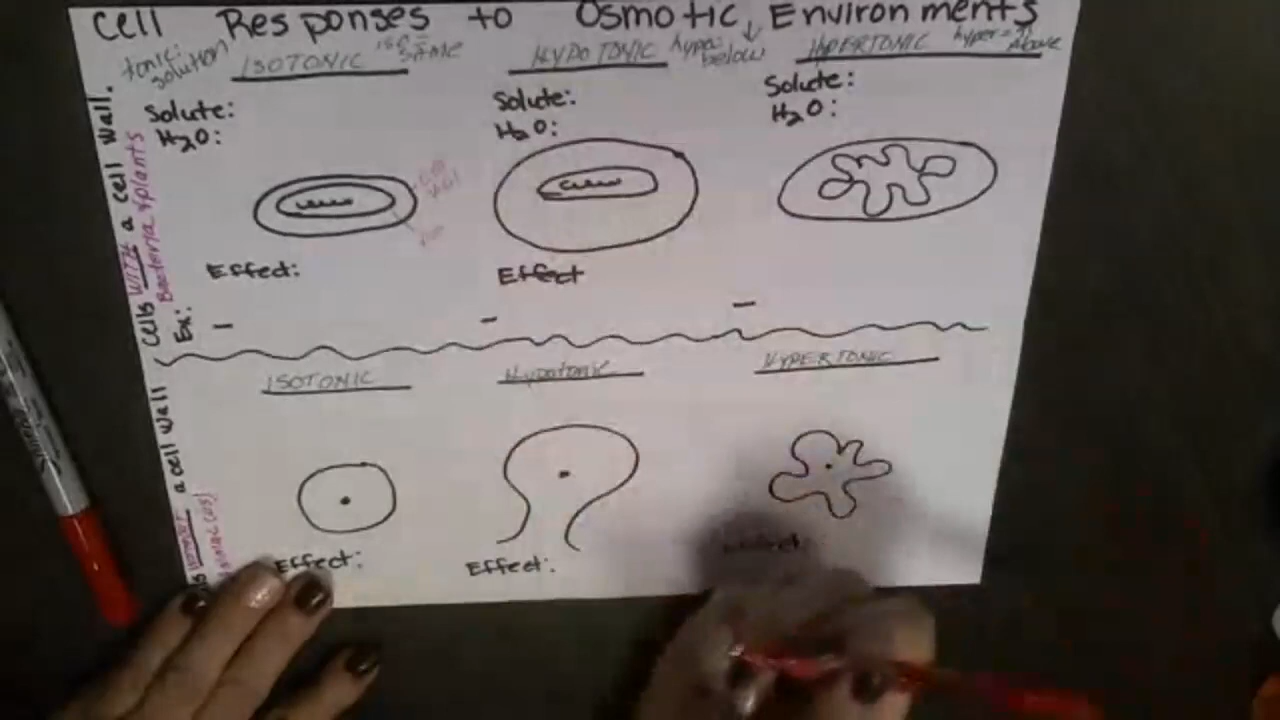 Cell Responses to Osmotic Environments
tonic:
solution
ISOTONIC
iso =
SAME
HYPOTONIC
hypo:
below
HYPERTONIC
hyper=
Above
Solute:
H₂O:
Solute:
H₂O:
Solute:
H₂O:
Cell
Wall
Effect:
Effect
Cells WITH a cell Wall.
Bacteria & plants
Ex:
ISOTONIC
Hypotonic
HYPERTONIC
a cell Wall
Effect:
Effect: